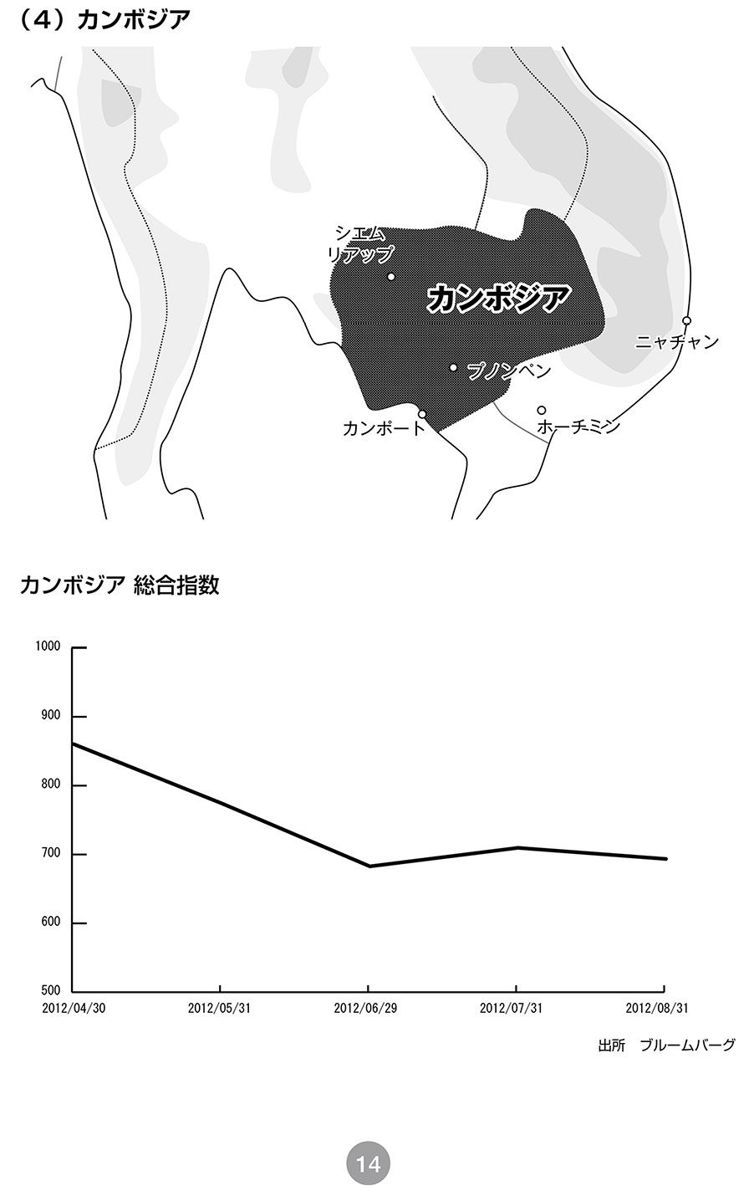 （4）カンボジア
シエム
リアップ
カンボジア
ニャチャン
プノンペン
カンポート
ホーチミン
カンボジア 総合指数
1000
900
800
700
600
500
2012/04/30
2012/05/31
2012/06/29
2012/07/31
2012/08/31
出所　ブルームバーグ
14